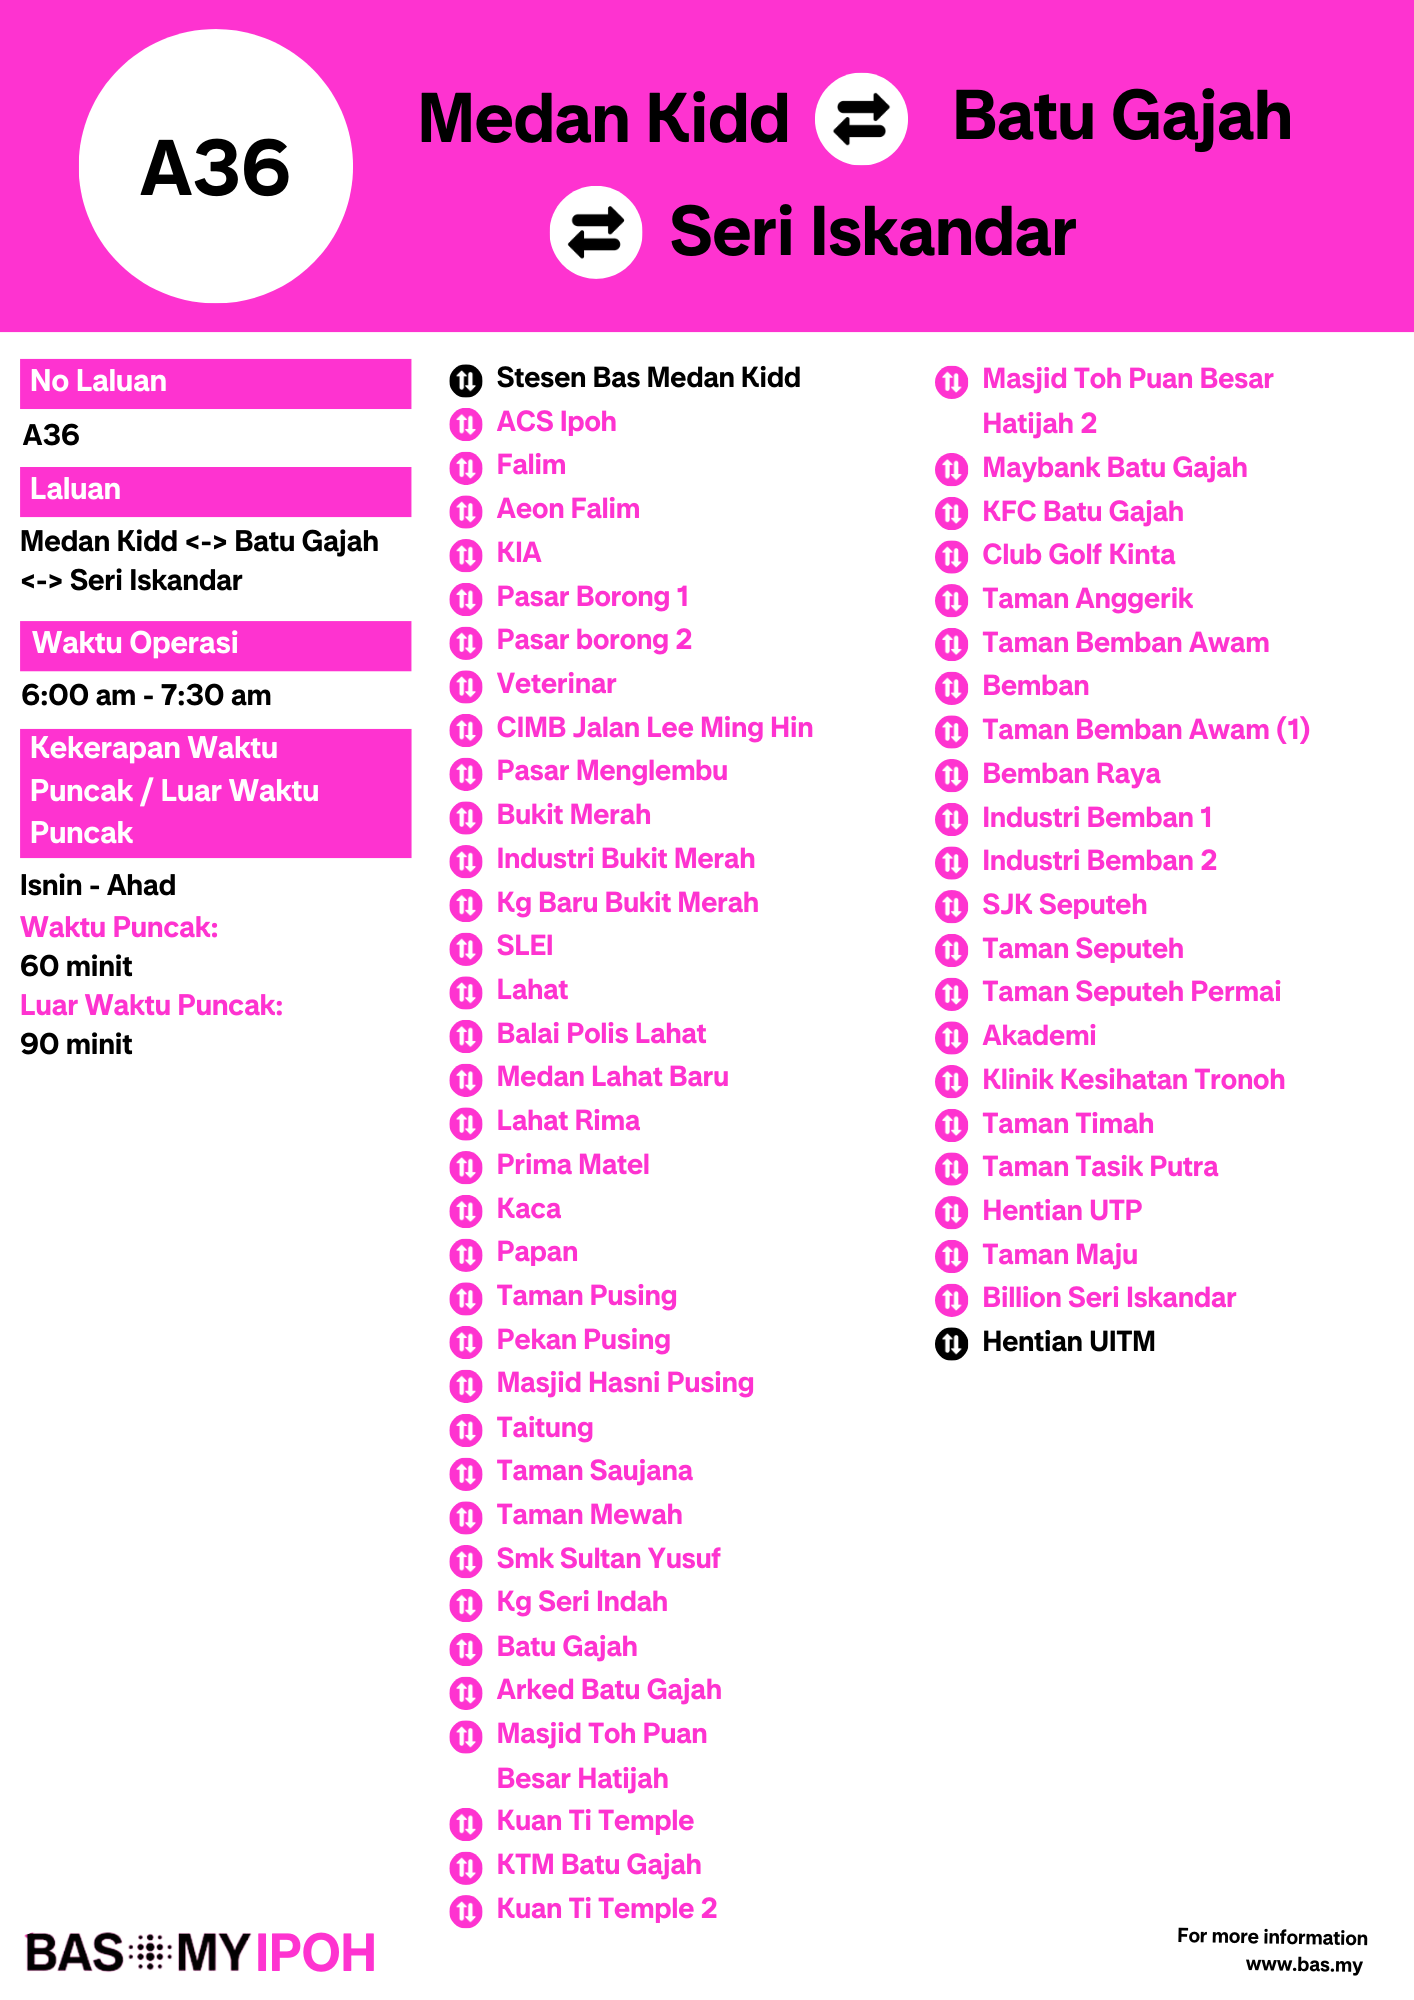 A36
Medan Kidd Batu Gajah
Seri Iskandar
No Laluan
A36
Laluan
Medan Kidd <-> Batu Gajah
<-> Seri Iskandar
Waktu Operasi
6:00 am - 7:30 am
Kekerapan Waktu
Puncak / Luar Waktu
Puncak
Isnin - Ahad
Waktu Puncak:
60 minit
Luar Waktu Puncak:
90 minit
Stesen Bas Medan Kidd
ACS Ipoh
Falim
Aeon Falim
KIA
Pasar Borong 1
Pasar borong 2
Veterinar
CIMB Jalan Lee Ming Hin
Pasar Menglembu
Bukit Merah
Industri Bukit Merah
Kg Baru Bukit Merah
SLEI
Lahat
Balai Polis Lahat
Medan Lahat Baru
Lahat Rima
Prima Matel
Kaca
Papan
Taman Pusing
Pekan Pusing
Masjid Hasni Pusing
Taitung
Taman Saujana
Taman Mewah
Smk Sultan Yusuf
Kg Seri Indah
Batu Gajah
Arked Batu Gajah
Masjid Toh Puan
Besar Hatijah
Kuan Ti Temple
KTM Batu Gajah
Kuan Ti Temple 2
Masjid Toh Puan Besar
Hatijah 2
Maybank Batu Gajah
KFC Batu Gajah
Club Golf Kinta
Taman Anggerik
Taman Bemban Awam
Bemban
Taman Bemban Awam (1)
Bemban Raya
Industri Bemban 1
Industri Bemban 2
SJK Seputeh
Taman Seputeh
Taman Seputeh Permai
Akademi
Klinik Kesihatan Tronoh
Taman Timah
Taman Tasik Putra
Hentian UTP
Taman Maju
Billion Seri Iskandar
Hentian UITM
BAS MY IPOH
For more information
www.bas.my